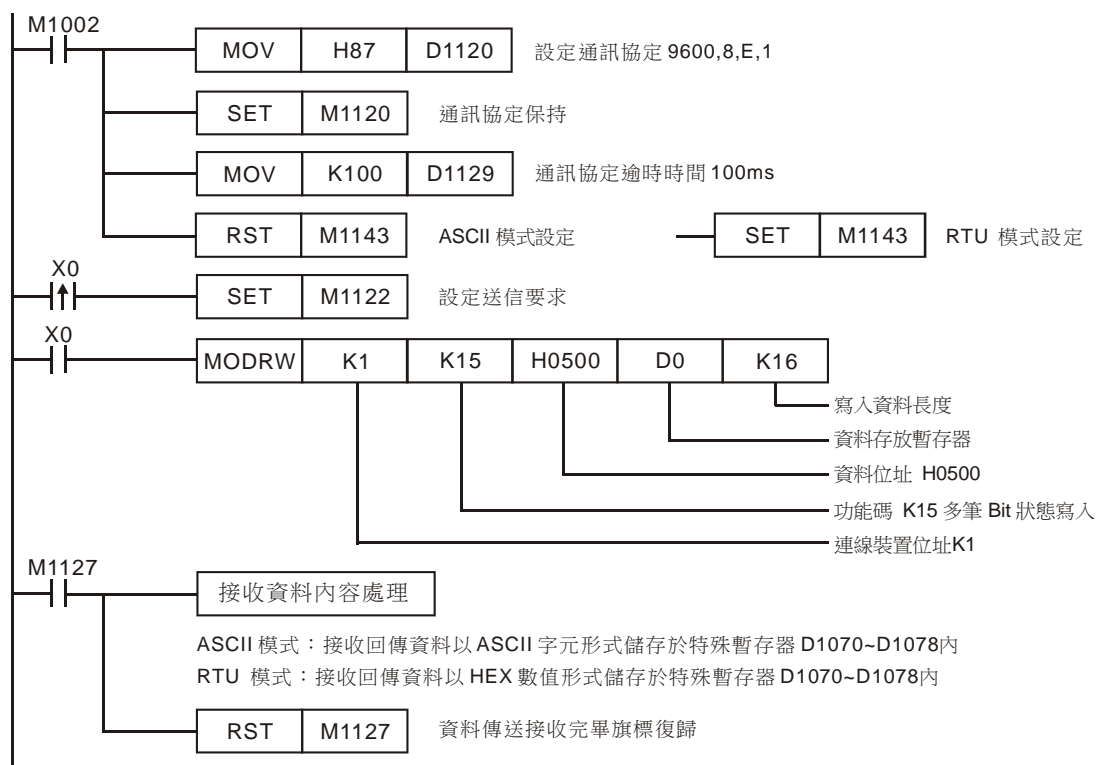 M1002
MOV H87 D1120 設定通訊協定 9600,8,E,1
SET M1120 通訊協定保持
MOV K100 D1129 通訊協定逾時時間 100ms
RST M1143 ASCII 模式設定 SET M1143 RTU 模式設定
X0
SET M1122 設定送信要求
X0
MODRW K1 K15 H0500 D0 K16
寫入資料長度
資料存放暫存器
資料位址 H0500
功能碼 K15 多筆 Bit 狀態寫入
連線裝置位址K1
M1127
接收資料內容處理
ASCII 模式：接收回傳資料以 ASCII 字元形式儲存於特殊暫存器 D1070~D1078內
RTU 模式：接收回傳資料以 HEX 數值形式儲存於特殊暫存器 D1070~D1078內
RST M1127 資料傳送接收完畢旗標復歸